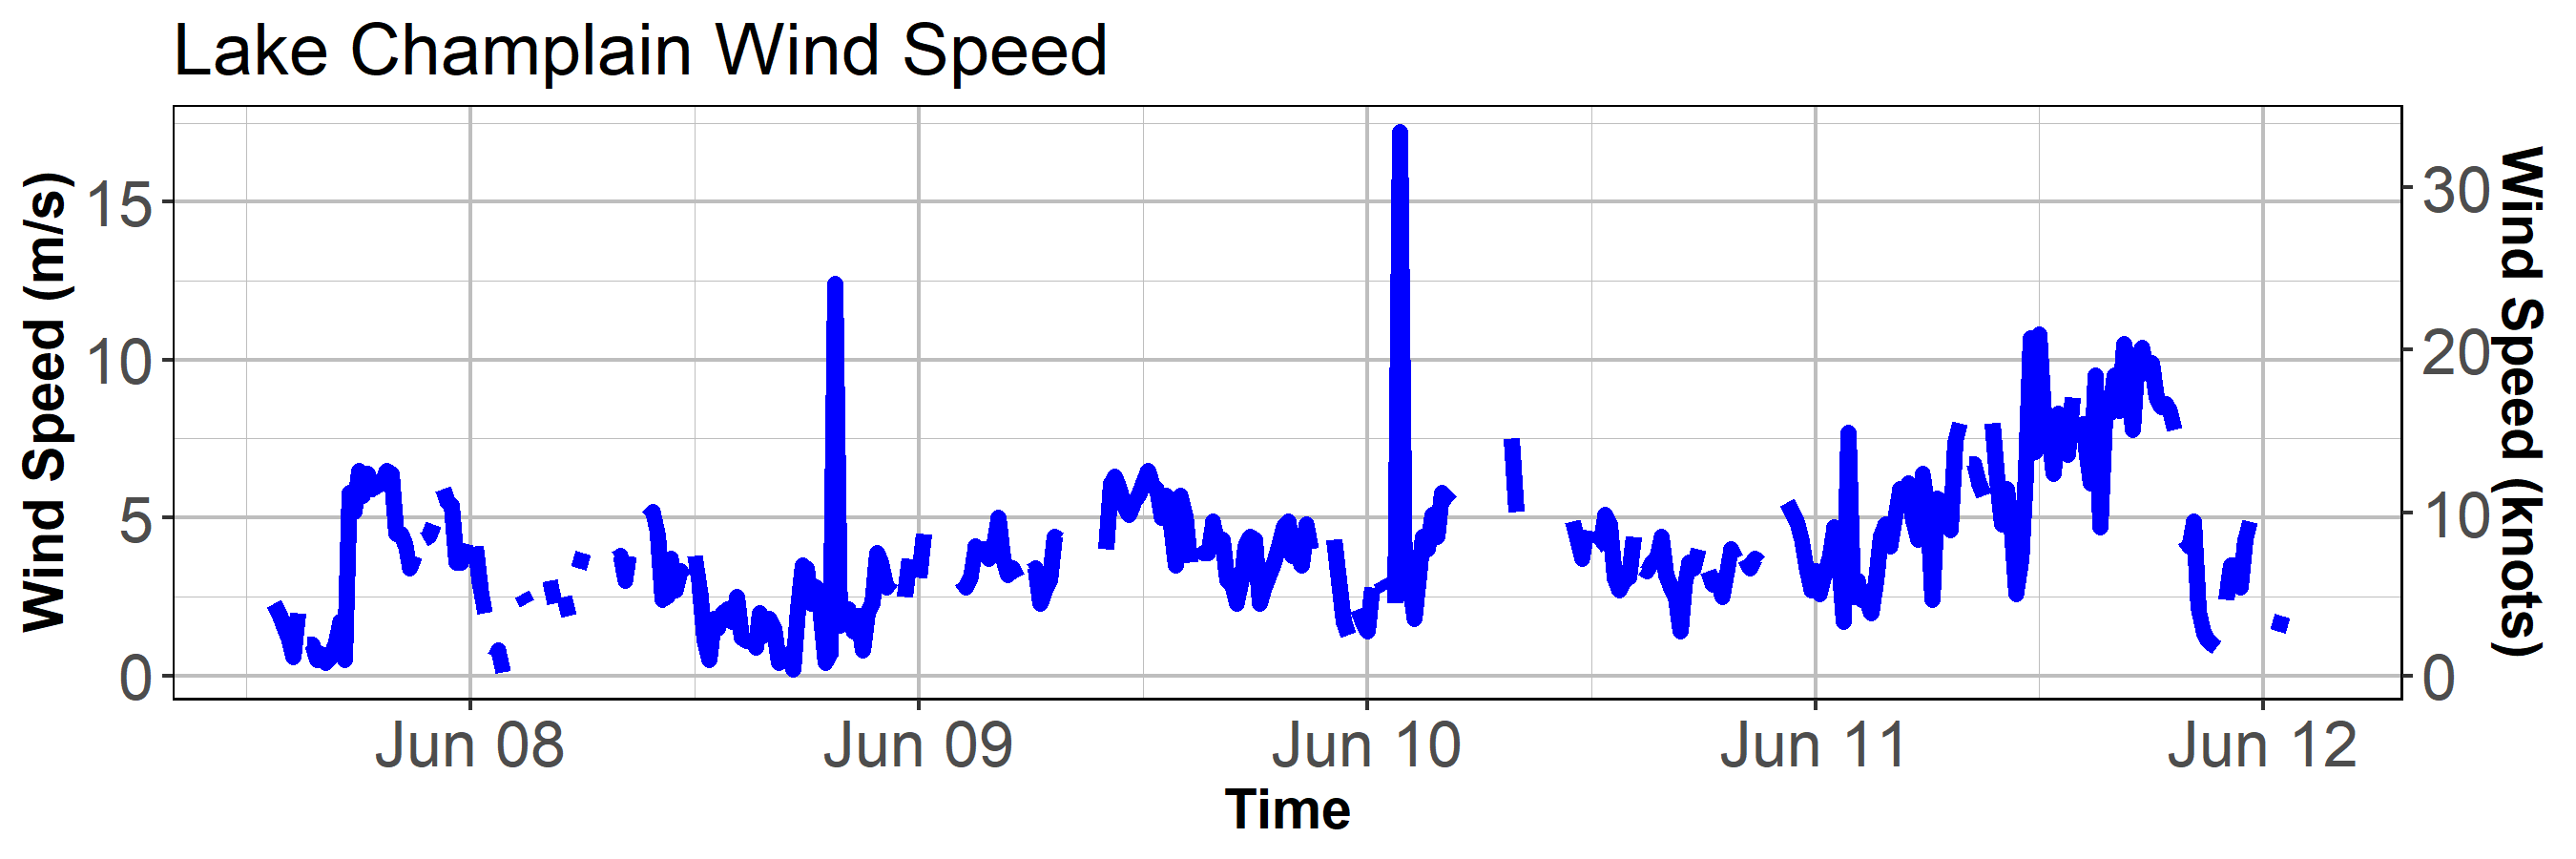 Lake Champlain Wind Speed
Wind Speed (m/s)
15
10
5
0
30
20
10
0
Wind Speed (knots)
Jun 08
Jun 09
Jun 10
Jun 11
Jun 12
Time